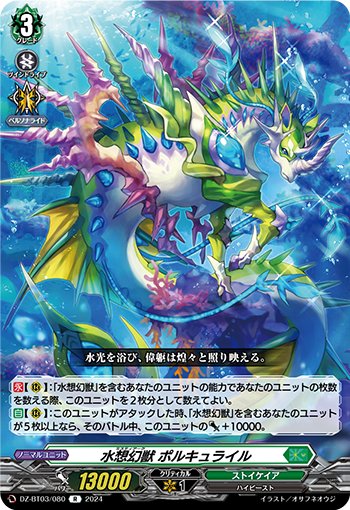 3
グレード
ツインドライブ
ペルソナライド
水光を浴び、偉躯は煌々と照り映える。
【永】【(R)】:「水想幻獣」を含むあなたのユニットの能力であなたのユニットの枚数
を数える際、このユニットを2枚分として数えてよい。
【自】【(R)】:このユニットがアタックした時、「水想幻獣」を含むあなたのユニットが
5枚以上なら、そのバトル中、このユニットの+10000。
ノーマルユニット
水想幻獣 ポルキュライル
パワー 13000
クリティカル
1
ストイケイア
ハイビースト
DZ-BT03/080 R 2024
イラスト/オサフネオウジ